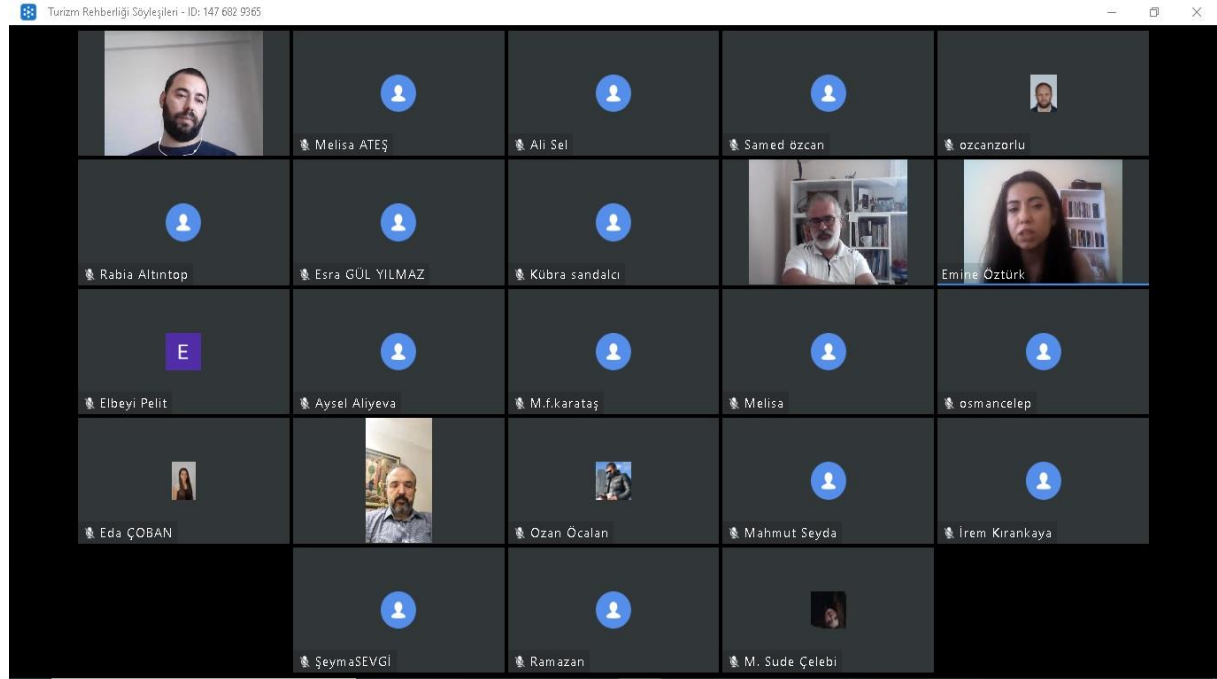 Turizm Rehberliği Söyleşileri - ID: 147 682 9365
Melisa ATEŞ
Ali Sel
Samed özcan
ozcanzorlu
Rabia Altıntop
Esra GÜL YILMAZ
Kübra sandalcı
Emine Öztürk
E
Elbeyi Pelit
Aysel Aliyeva
M.f.karataş
Melisa
osmancelep
Eda ÇOBAN
Ozan Öcalan
Mahmut Seyda
İrem Kırankaya
ŞeymaSEVGİ
Ramazan
M. Sude Çelebi